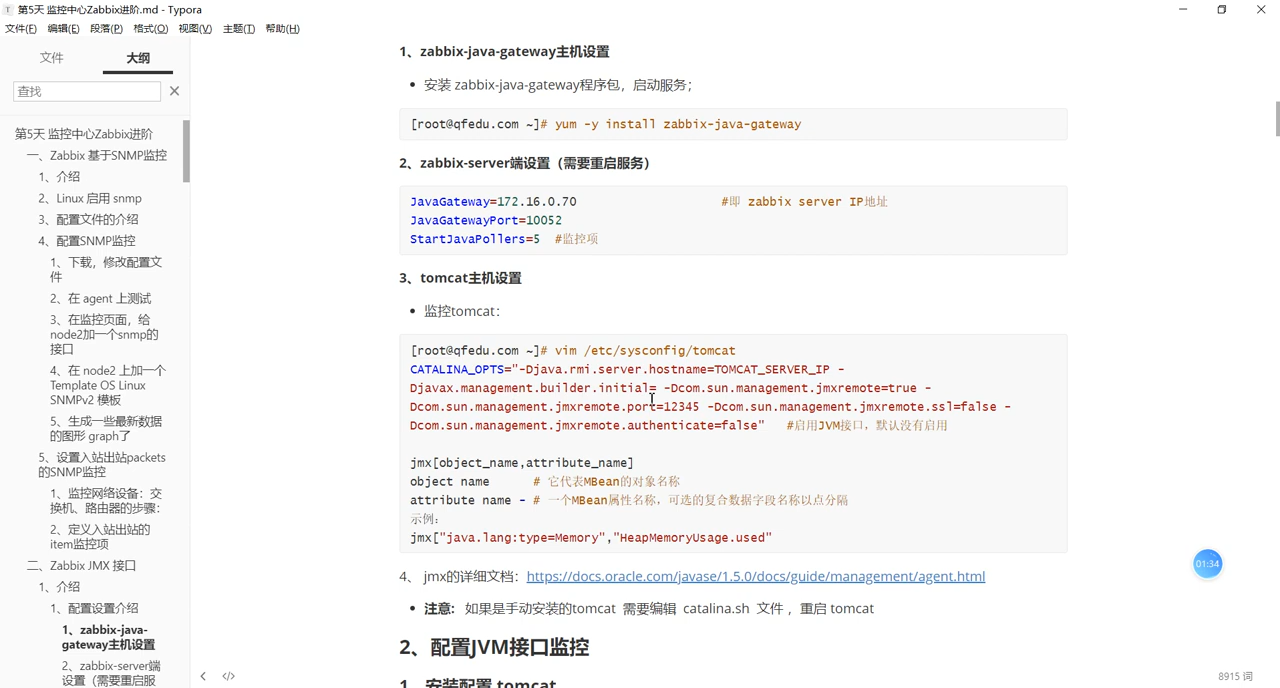 第5天 监控中心Zabbix进阶.md - Typora
文件(F) 编辑(E) 段落(P) 格式(O) 视图(V) 主题(T) 帮助(H)
文件 大纲
查找
第5天 监控中心Zabbix进阶
一、Zabbix 基于SNMP监控
1、介绍
2、Linux 启用 snmp
3、配置文件的介绍
4、配置SNMP监控
1、下载，修改配置文
件
2、在 agent 上测试
3、在监控页面，给
node2加一个snmp的
接口
4、在 node2 上加一个
Template OS Linux
SNMPv2 模板
5、生成一些最新数据
的图形 graph了
5、设置入站出站packets
的SNMP监控
1、监控网络设备：交
换机、路由器的步骤：
2、定义入站出站的
item监控项
二、Zabbix JMX 接口
1、介绍
1、配置设置介绍
1、zabbix-java-
gateway主机设置
2、zabbix-server端
设置（需要重启服
1、zabbix-java-gateway主机设置
安装 zabbix-java-gateway程序包，启动服务；
[root@qfedu.com ~]# yum -y install zabbix-java-gateway
2、zabbix-server端设置（需要重启服务）
JavaGateway=172.16.0.70 #即 zabbix server IP地址
JavaGatewayPort=10052
StartJavaPollers=5 #监控项
3、tomcat主机设置
监控tomcat：
[root@qfedu.com ~]# vim /etc/sysconfig/tomcat
CATALINA_OPTS="-Djava.rmi.server.hostname=TOMCAT_SERVER_IP -
Djavax.management.builder.initial= -Dcom.sun.management.jmxremote=true -
Dcom.sun.management.jmxremote.port=12345 -Dcom.sun.management.jmxremote.ssl=false -
Dcom.sun.management.jmxremote.authenticate=false" #启用JVM接口，默认没有启用
jmx[object_name,attribute_name]
object name # 它代表MBean的对象名称
attribute name - # 一个MBean属性名称，可选的复合数据字段名称以点分隔
示例：
jmx["java.lang:type=Memory","HeapMemoryUsage.used"
4、 jmx的详细文档：https://docs.oracle.com/javase/1.5.0/docs/guide/management/agent.html
注意: 如果是手动安装的tomcat 需要编辑 catalina.sh 文件 ，重启 tomcat
2、配置JVM接口监控
1、安装配置 tomcat
01:34
8915 词